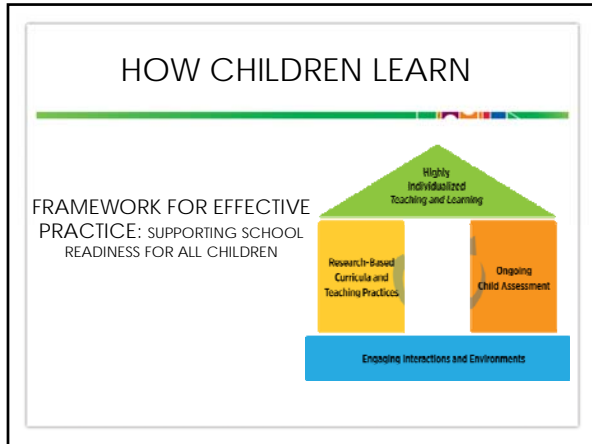 HOW CHILDREN LEARN
FRAMEWORK FOR EFFECTIVE
PRACTICE: SUPPORTING SCHOOL
READINESS FOR ALL CHILDREN
Highly
Individualized
Teaching and Learning
Research-Based
Curricula and
Teaching Practices
Ongoing
Child Assessment
Engaging Interactions and Environments